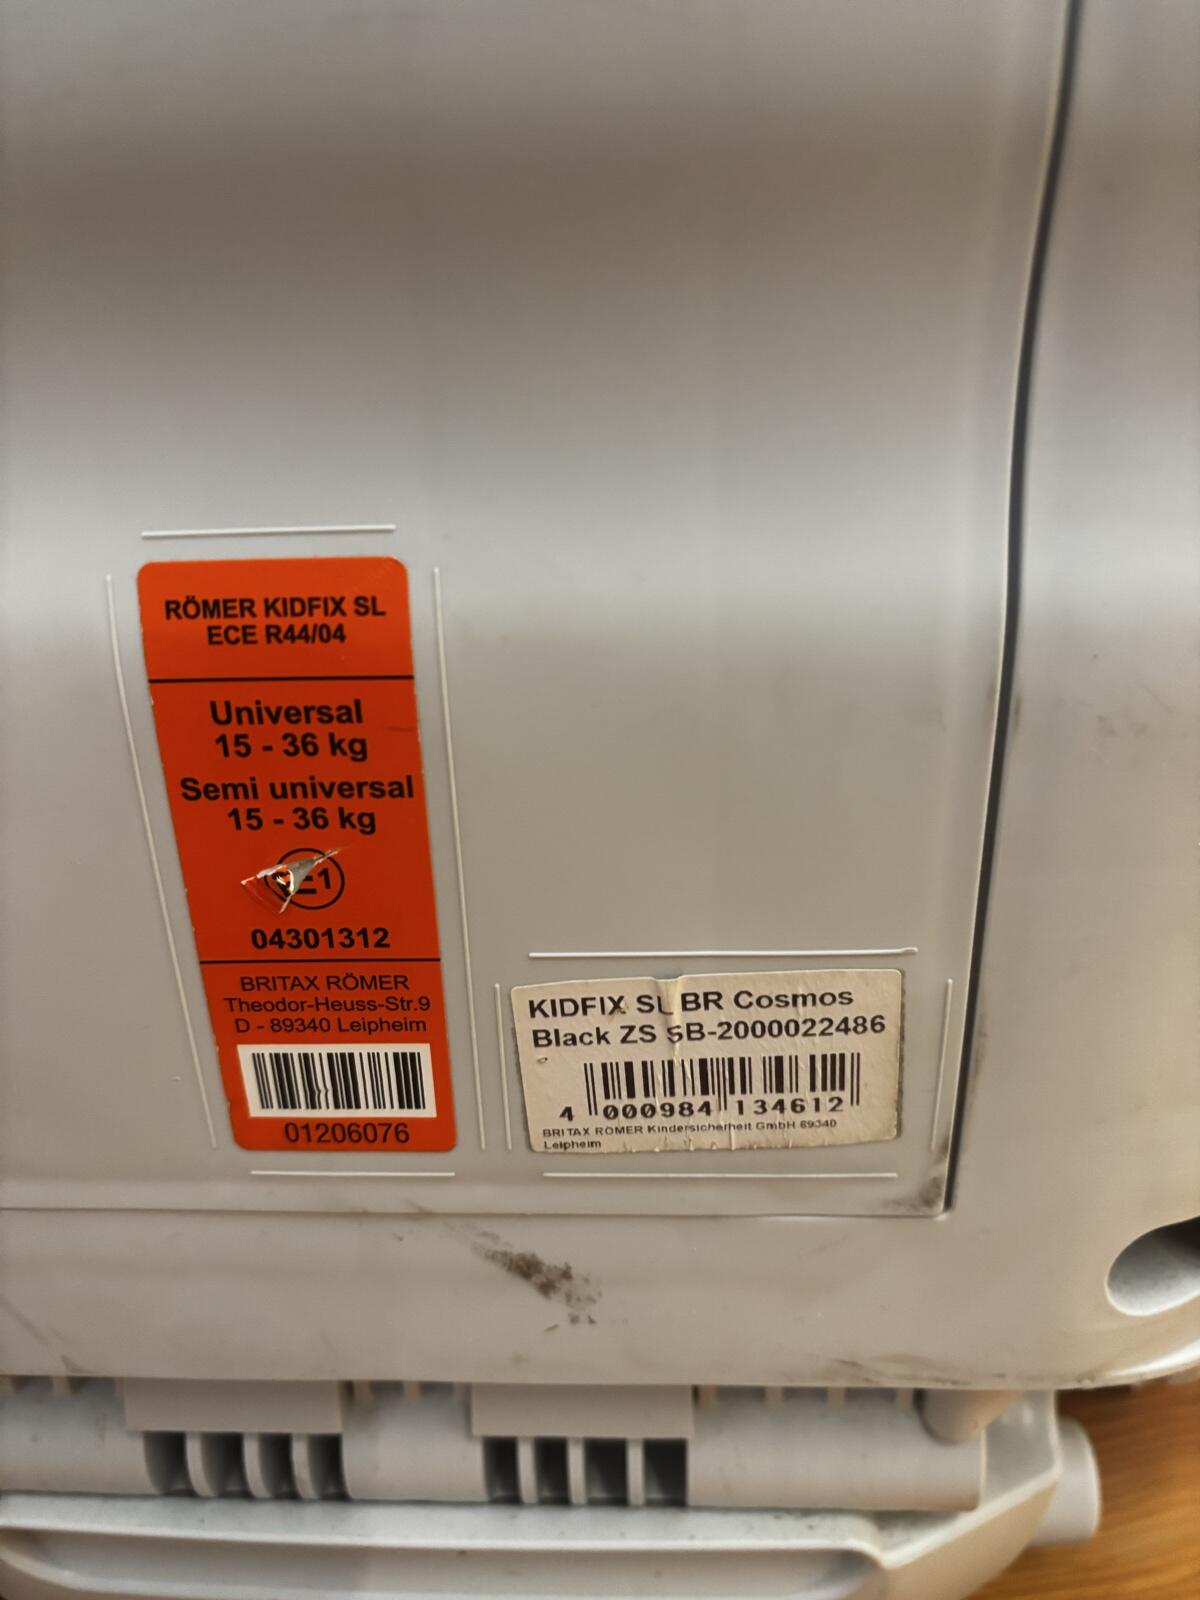 RÖMER KIDFIX SL
ECE R44/04
Universal
15 - 36 kg
Semi universal
15 - 36 kg
E1
04301312
BRITAX RÖMER
Theodor-Heuss-Str.9
D - 89340 Leipheim
01206076
KIDFIX SL BR Cosmos
Black ZS SB-2000022486
4 000984 134612
BRITAX RÖMER Kindersicherheit GmbH 89340
Leipheim